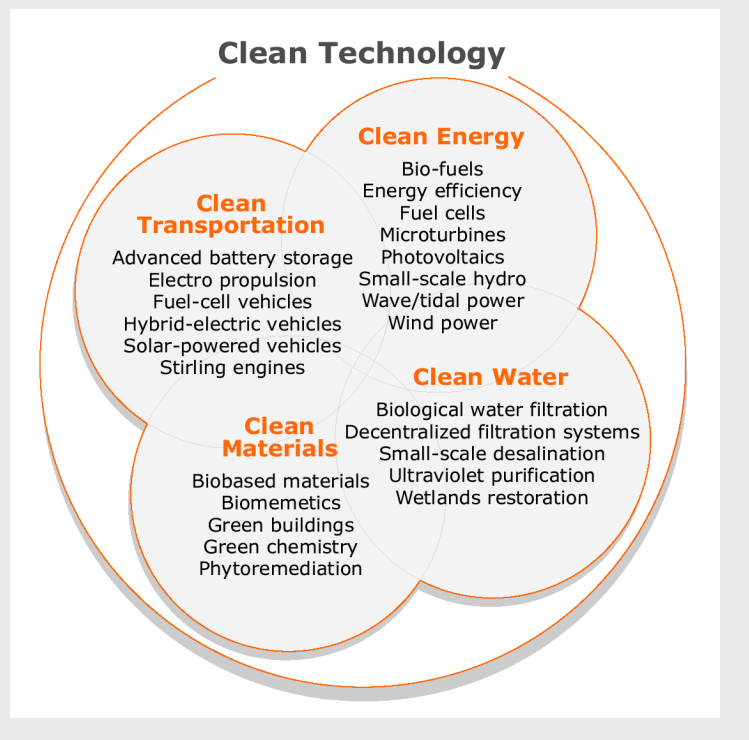 Clean Technology
Clean Energy
Bio-fuels
Energy efficiency
Fuel cells
Microturbines
Photovoltaics
Small-scale hydro
Wave/tidal power
Wind power
Clean
Transportation
Advanced battery storage
Electro propulsion
Fuel-cell vehicles
Hybrid-electric vehicles
Solar-powered vehicles
Stirling engines
Clean Water
Biological water filtration
Decentralized filtration systems
Small-scale desalination
Ultraviolet purification
Wetlands restoration
Clean
Materials
Biobased materials
Biomemetics
Green buildings
Green chemistry
Phytoremediation